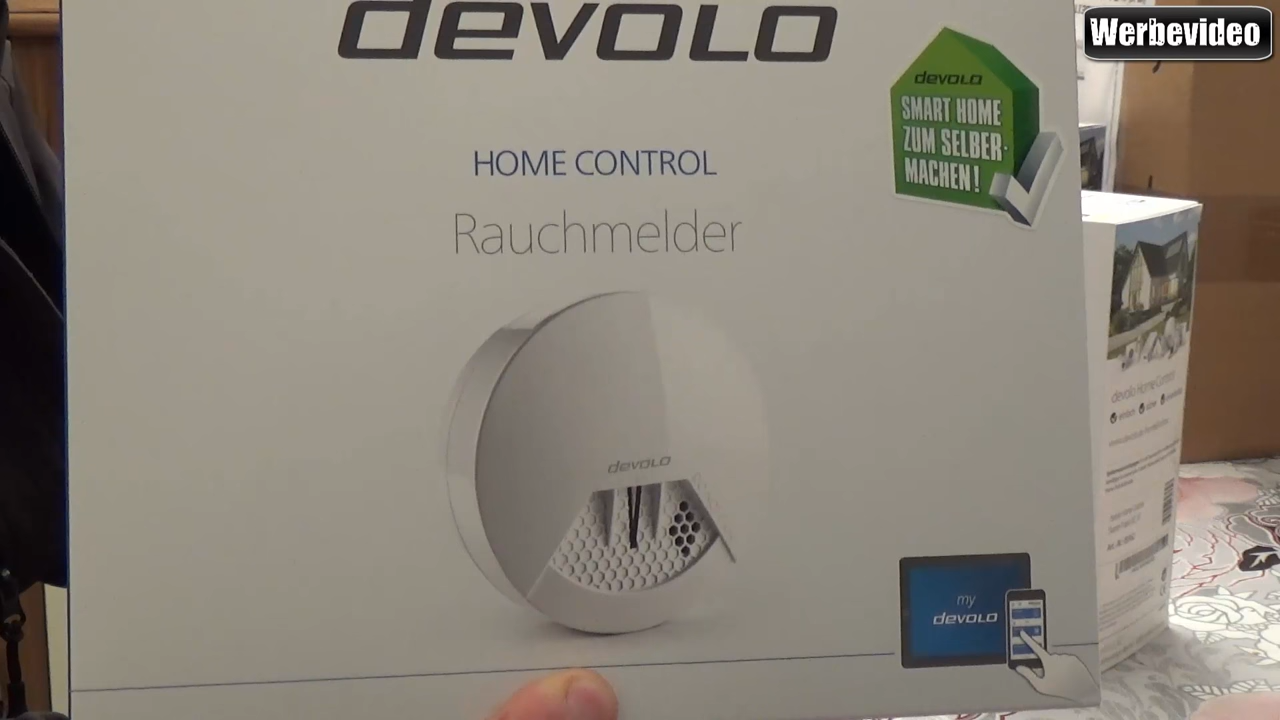 devolo
Werbevideo
devolo
SMART HOME
ZUM SELBER-
MACHEN!
HOME CONTROL
Rauchmelder
devolo
my
devolo
devolo Home Control